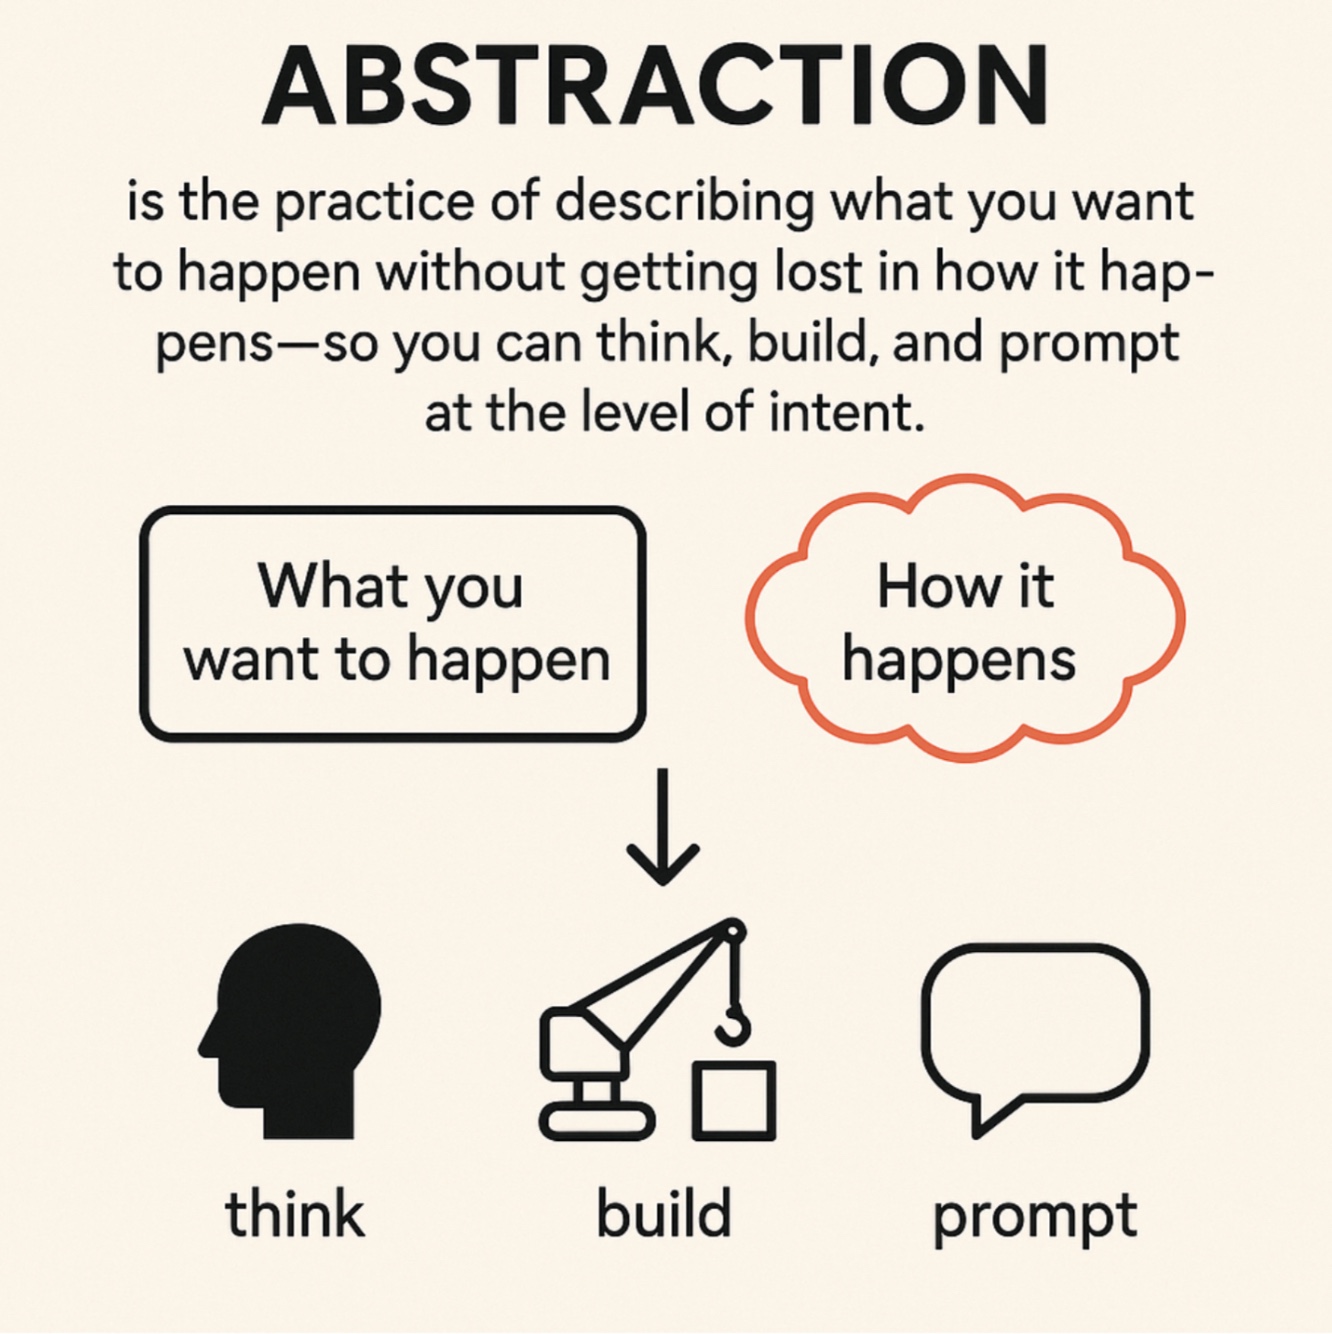 ABSTRACTION
is the practice of describing what you want
to happen without getting lost in how it hap-
pens—so you can think, build, and prompt
at the level of intent.
What you
want to happen
How it
happens
think
build
prompt